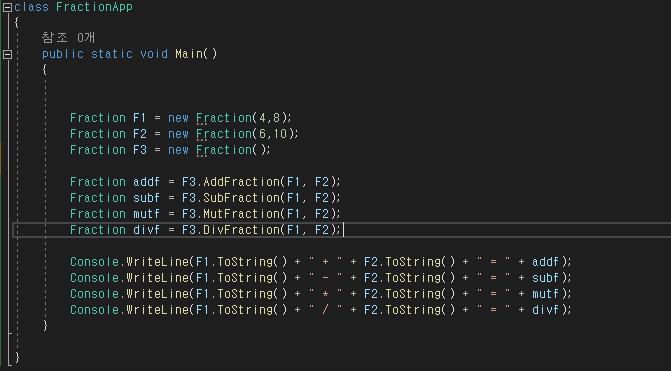 class FractionApp
{
참조 0개
public static void Main()
{
Fraction F1 = new Fraction(4,8);
Fraction F2 = new Fraction(6,10);
Fraction F3 = new Fraction();
Fraction addf = F3.AddFraction(F1, F2);
Fraction subf = F3.SubFraction(F1, F2);
Fraction mutf = F3.MutFraction(F1, F2);
Fraction divf = F3.DivFraction(F1, F2);
Console.WriteLine(F1.ToString() + " + " + F2.ToString() + " = " + addf);
Console.WriteLine(F1.ToString() + " - " + F2.ToString() + " = " + subf);
Console.WriteLine(F1.ToString() + " * " + F2.ToString() + " = " + mutf);
Console.WriteLine(F1.ToString() + " / " + F2.ToString() + " = " + divf);
}
}